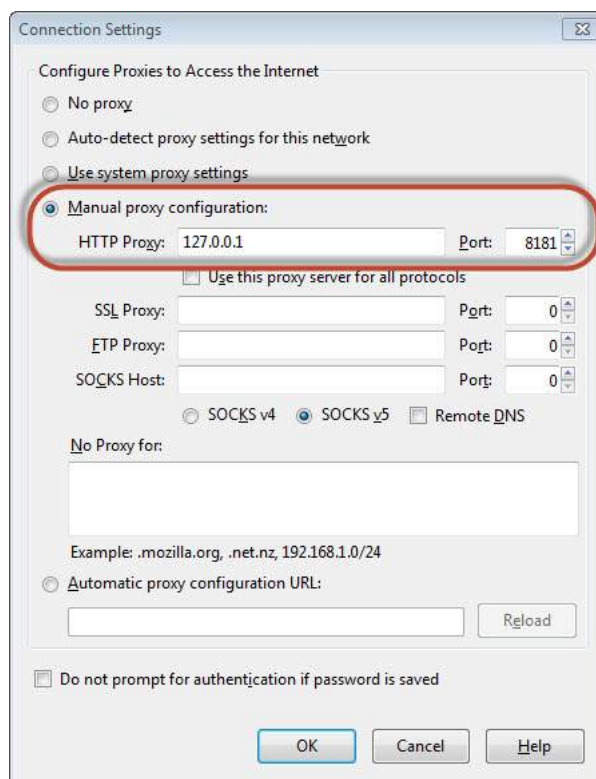 Connection Settings
Configure Proxies to Access the Internet
No proxy
Auto-detect proxy settings for this network
Use system proxy settings
Manual proxy configuration:
HTTP Proxy: 127.0.0.1 Port: 8181
Use this proxy server for all protocols
SSL Proxy: Port: 0
FTP Proxy: Port: 0
SOCKS Host: Port: 0
SOCKS v4 SOCKS v5 Remote DNS
No Proxy for:
Example: .mozilla.org, .net.nz, 192.168.1.0/24
Automatic proxy configuration URL:
Reload
Do not prompt for authentication if password is saved
OK Cancel Help